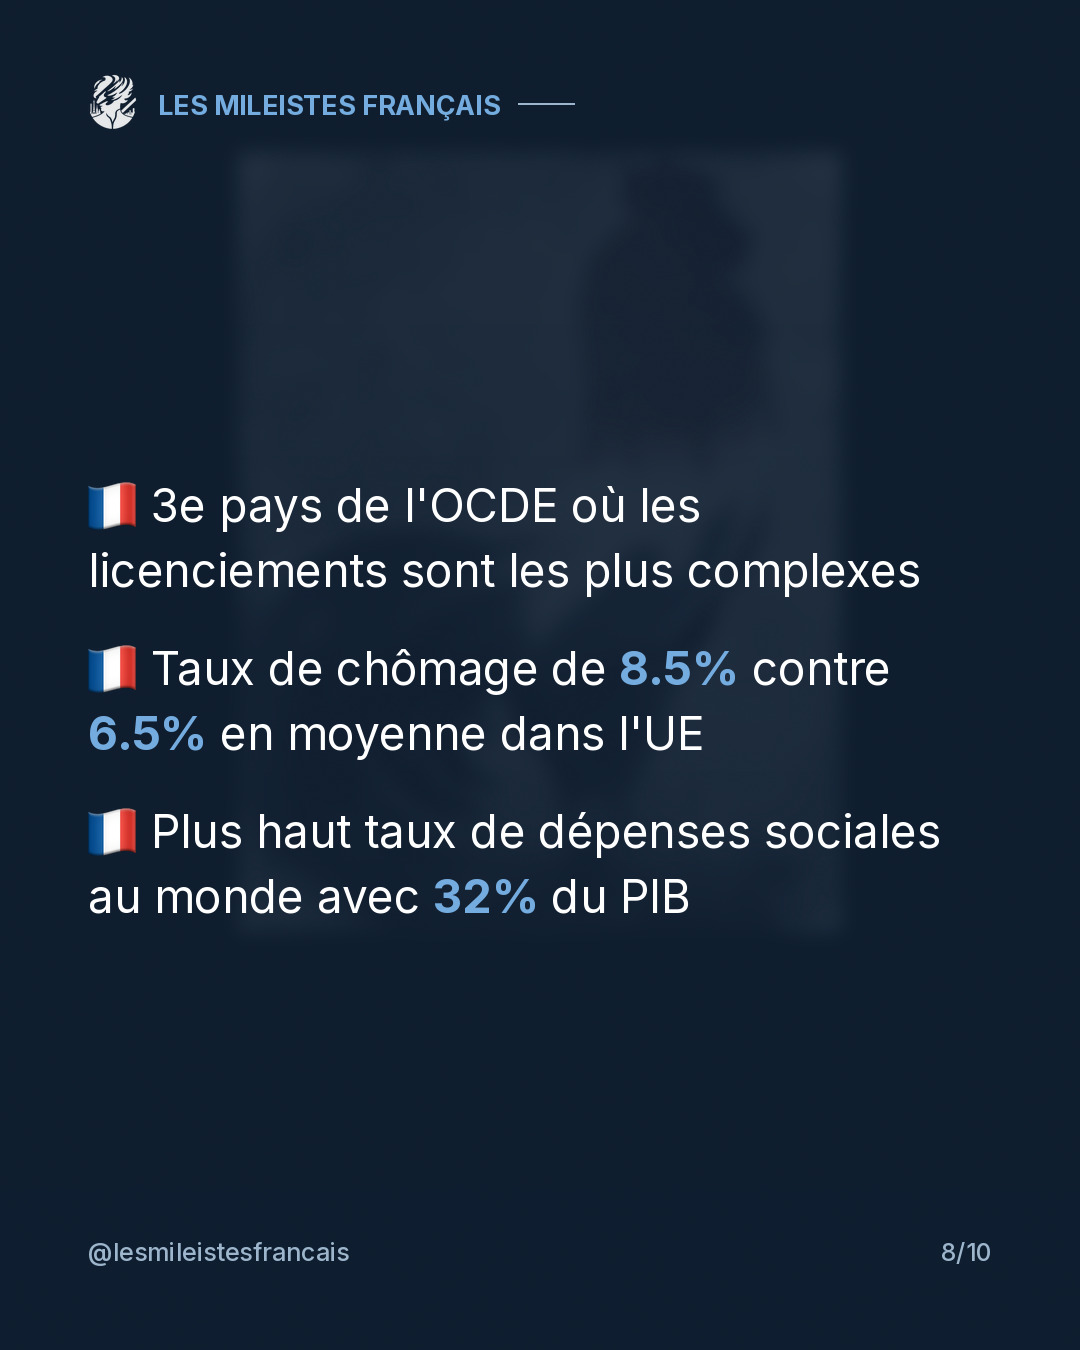 LES MILEISTES FRANÇAIS
🇫🇷 3e pays de l'OCDE où les
licenciements sont les plus complexes
🇫🇷 Taux de chômage de 8.5% contre
6.5% en moyenne dans l'UE
🇫🇷 Plus haut taux de dépenses sociales
au monde avec 32% du PIB
@lesmileistesfrancais
8/10